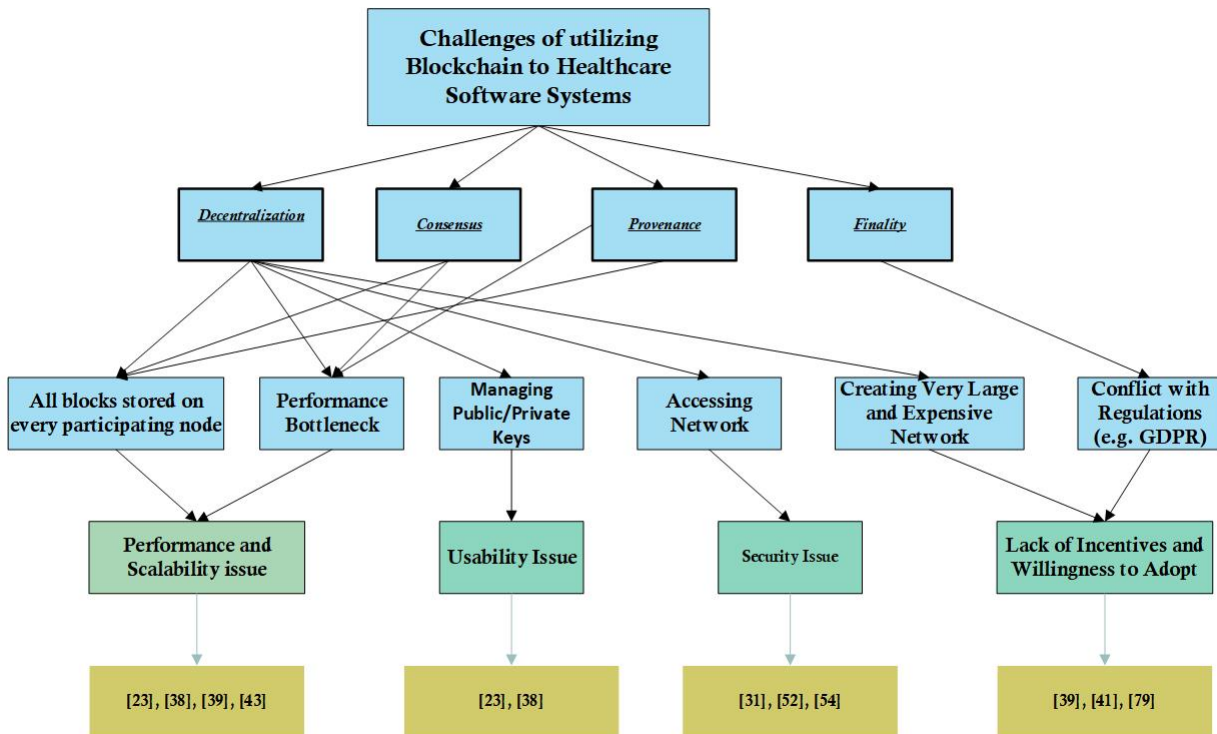 Challenges of utilizing
Blockchain to Healthcare
Software Systems
Decentralization
Consensus
Provenance
Finality
All blocks stored on
every participating node
Performance
Bottleneck
Managing
Public/Private
Keys
Accessing
Network
Creating Very Large
and Expensive
Network
Conflict with
Regulations
(e.g. GDPR)
Performance and
Scalability issue
Usability Issue
Security Issue
Lack of Incentives and
Willingness to Adopt
[23], [38], [39], [43]
[23], [38]
[31], [52], [54]
[39], [41], [79]